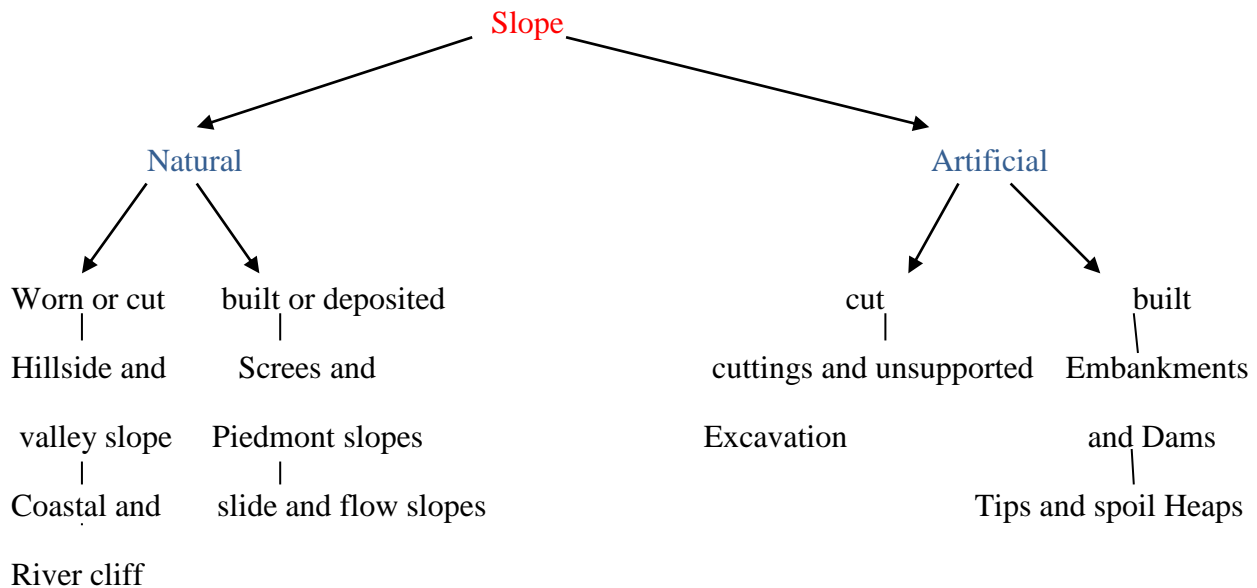 Slope
Natural Artificial
Worn or cut built or deposited cut built
Hillside and Screes and cuttings and unsupported Embankments
valley slope Piedmont slopes Excavation and Dams
Coastal and slide and flow slopes Tips and spoil Heaps
River cliff